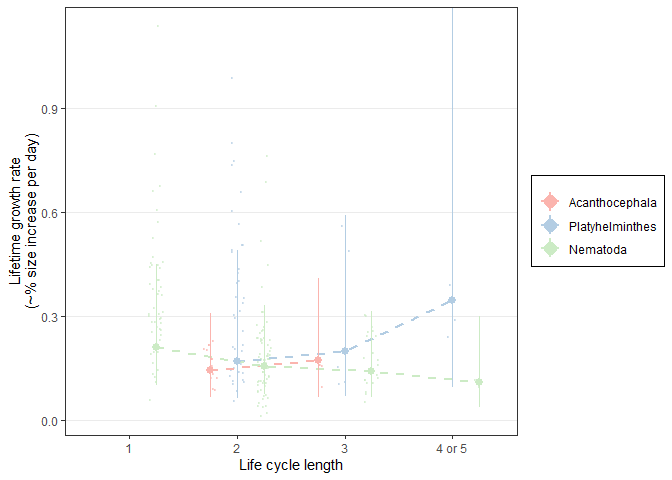 Lifetime growth rate
(~% size increase per day)
0.9
0.6
0.3
0.0
1
2
3
4 or 5
Life cycle length
Acanthocephala
Platyhelminthes
Nematoda